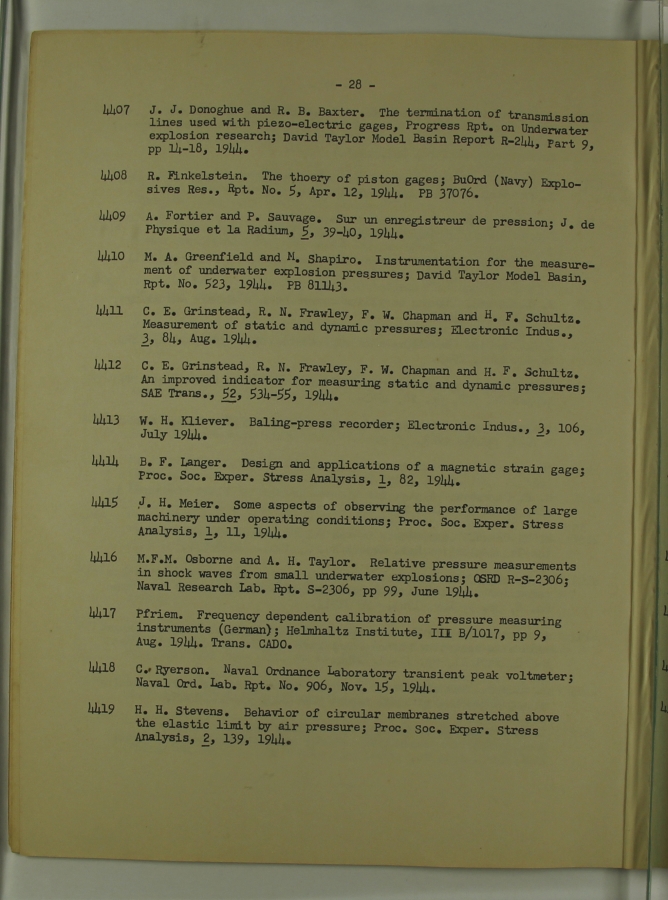 - 28 -
4407 J. J. Donoghue and R. B. Baxter. The termination of transmission
lines used with piezo-electric gages, Progress Rpt. on Underwater
explosion research; David Taylor Model Basin Report R-244, Part 9,
pp 14-18, 1944.
4408 R. Finkelstein. The thoery of piston gages; BuOrd (Navy) Explo-
sives Res., Rpt. No. 5, Apr. 12, 1944. PB 37076.
4409 A. Fortier and P. Sauvage. Sur un enregistreur de pression; J. de
Physique et la Radium, 5, 39-40, 1944.
4410 M. A. Greenfield and M. Shapiro. Instrumentation for the measure-
ment of underwater explosion pressures; David Taylor Model Basin,
Rpt. No. 523, 1944. PB 81143.
4411 C. E. Grinstead, R. N. Frawley, F. W. Chapman and H. F. Schultz.
Measurement of static and dynamic pressures; Electronic Indus.,
3, 84, Aug. 1944.
4412 C. E. Grinstead, R. N. Frawley, F. W. Chapman and H. F. Schultz.
An improved indicator for measuring static and dynamic pressures;
SAE Trans., 52, 534-55, 1944.
4413 W. H. Kliever. Baling-press recorder; Electronic Indus., 3, 106,
July 1944.
4414 B. F. Langer. Design and applications of a magnetic strain gage;
Proc. Soc. Exper. Stress Analysis, 1, 82, 1944.
4415 J. H. Meier. Some aspects of observing the performance of large
machinery under operating conditions; Proc. Soc. Exper. Stress
Analysis, 1, 11, 1944.
4416 M.F.M. Osborne and A. H. Taylor. Relative pressure measurements
in shock waves from small underwater explosions; OSRD R-S-2306;
Naval Research Lab. Rpt. S-2306, pp 99, June 1944.
4417 Pfriem. Frequency dependent calibration of pressure measuring
instruments (German); Helmhaltz Institute, III B/1017, pp 9,
Aug. 1944. Trans. CADO.
4418 C. Ryerson. Naval Ordnance Laboratory transient peak voltmeter;
Naval Ord. Lab. Rpt. No. 906, Nov. 15, 1944.
4419 H. H. Stevens. Behavior of circular membranes stretched above
the elastic limit by air pressure; Proc. Soc. Exper. Stress
Analysis, 2, 139, 1944.